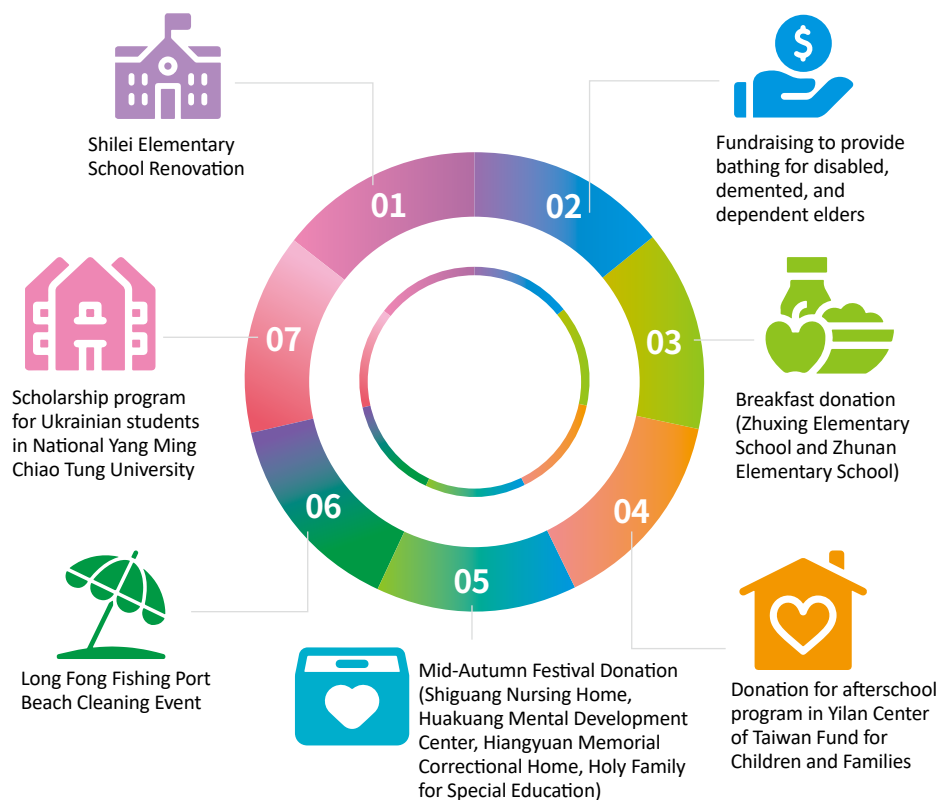 01
Shilei Elementary
School Renovation
02
$
Fundraising to provide
bathing for disabled,
demented, and
dependent elders
03
Breakfast donation
(Zhuxing Elementary
School and Zhunan
Elementary School)
04
Donation for afterschool
program in Yilan Center
of Taiwan Fund for
Children and Families
05
Mid-Autumn Festival Donation
(Shiguang Nursing Home,
Huakuang Mental Development
Center, Hiangyuan Memorial
Correctional Home, Holy Family
for Special Education)
06
Long Fong Fishing Port
Beach Cleaning Event
07
Scholarship program
for Ukrainian students
in National Yang Ming
Chiao Tung University